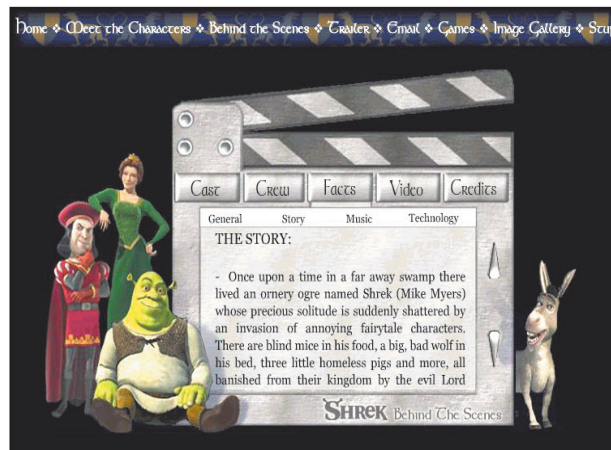 Home ❖ Meet the Characters ❖ Behind the Scenes ❖ Trailer ❖ Email ❖ Games ❖ Image Gallery ❖
Cast Crew Facts Video Credits
General Story Music Technology
THE STORY:
- Once upon a time in a far away swamp there
lived an ornery ogre named Shrek (Mike Myers)
whose precious solitude is suddenly shattered by
an invasion of annoying fairytale characters.
There are blind mice in his food, a big, bad wolf in
his bed, three little homeless pigs and more, all
banished from their kingdom by the evil Lord
SHREK Behind The Scenes